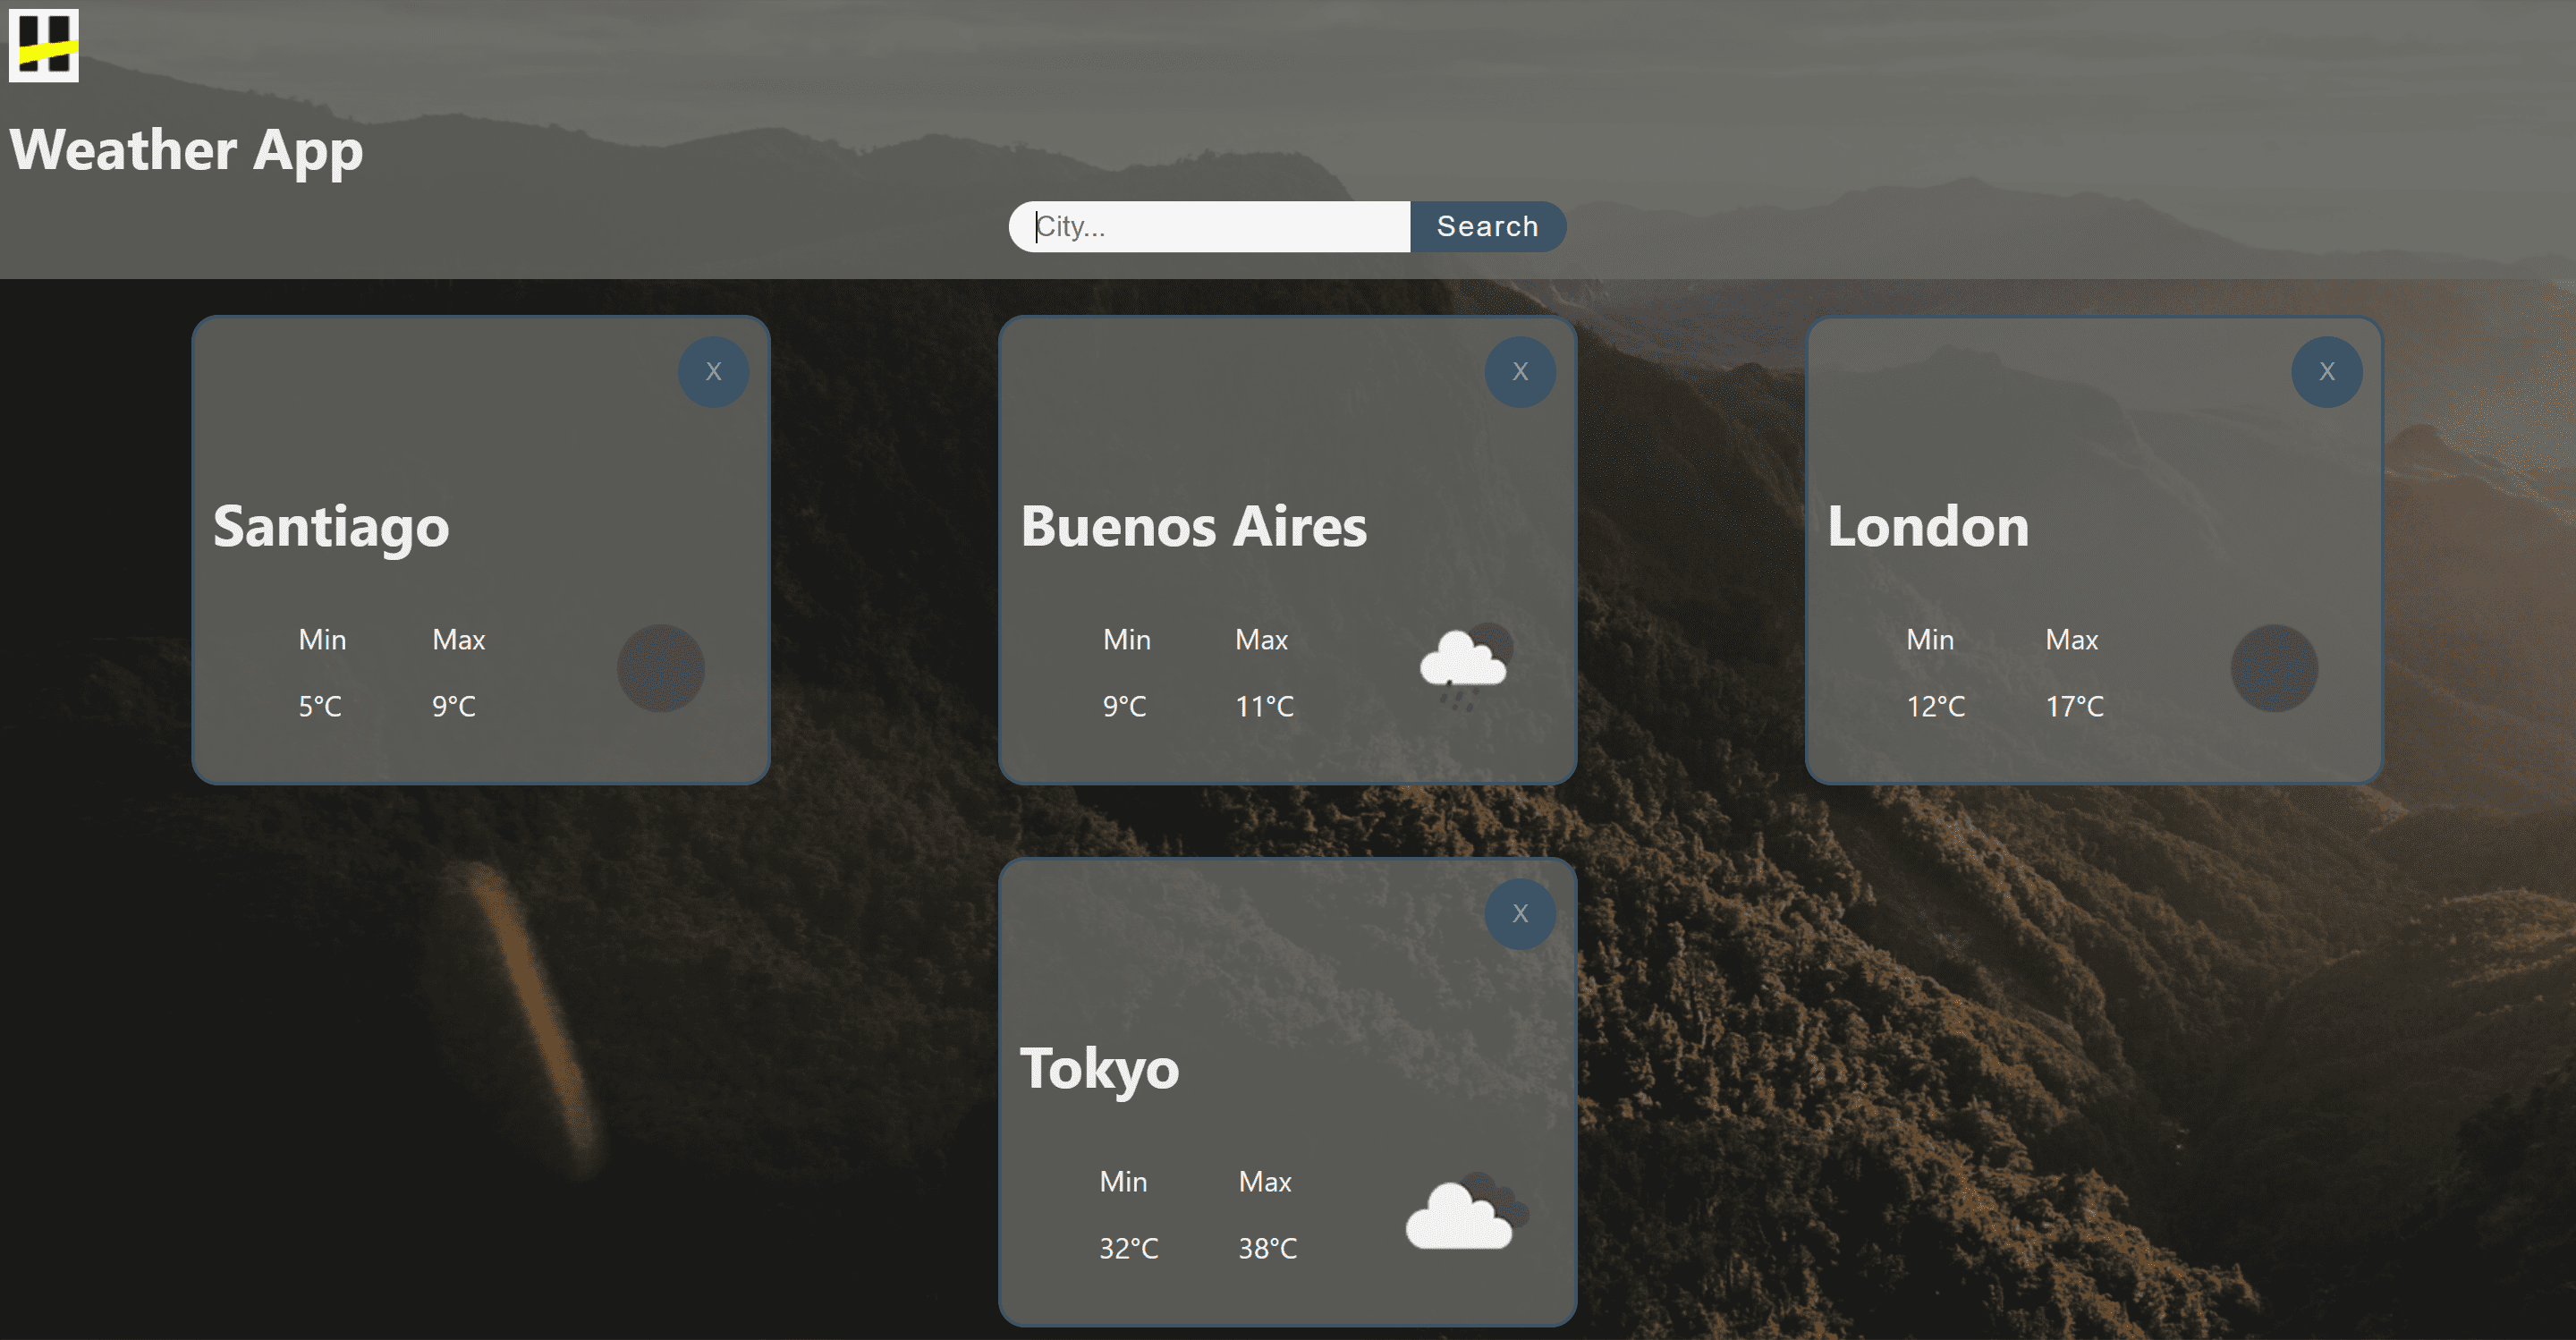 H
Weather App
City...
Search
X
Santiago
Min Max
5°C 9°C
X
Buenos Aires
Min Max
9°C 11°C
X
London
Min Max
12°C 17°C
X
Tokyo
Min Max
32°C 38°C